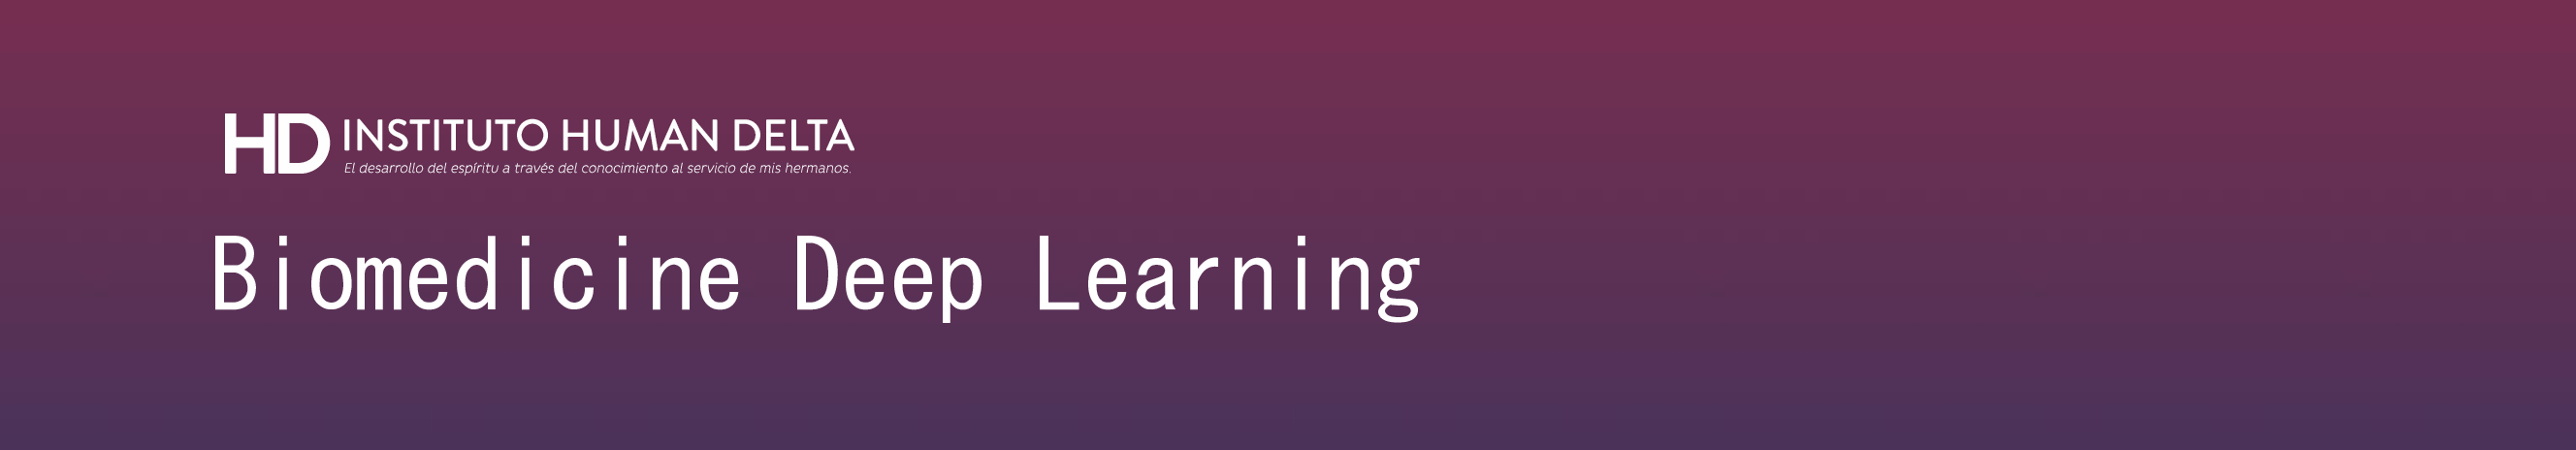 HD INSTITUTO HUMAN DELTA
El desarrollo del espíritu a través del conocimiento al servicio de mis hermanos.
Biomedicine Deep Learning